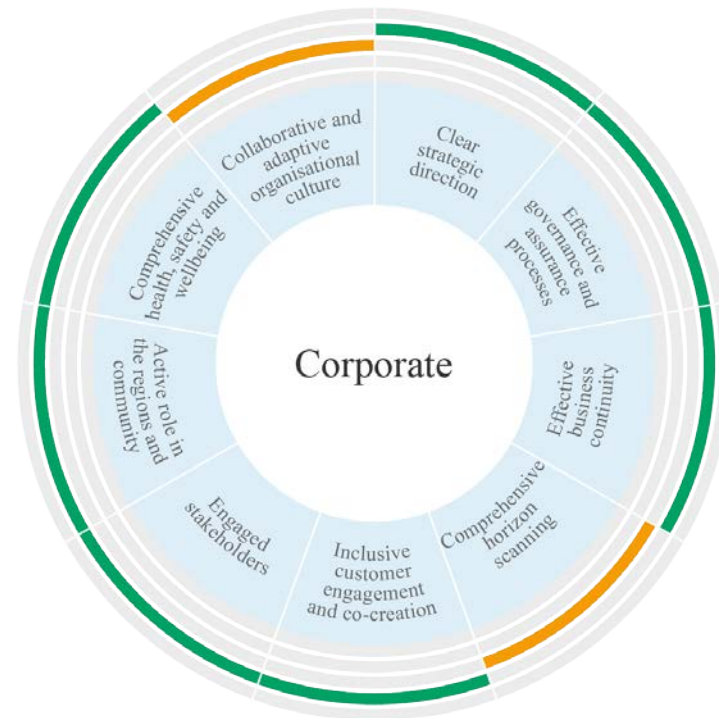 Corporate
Clear
strategic
direction
Effective
governance and
assurance
processes
Effective
business
continuity
Comprehensive
horizon
scanning
Inclusive
customer
engagement
and co-creation
Engaged
stakeholders
Active role in
the regions and
community
Comprehensive
health, safety and
wellbeing
Collaborative and
adaptive
organisational
culture